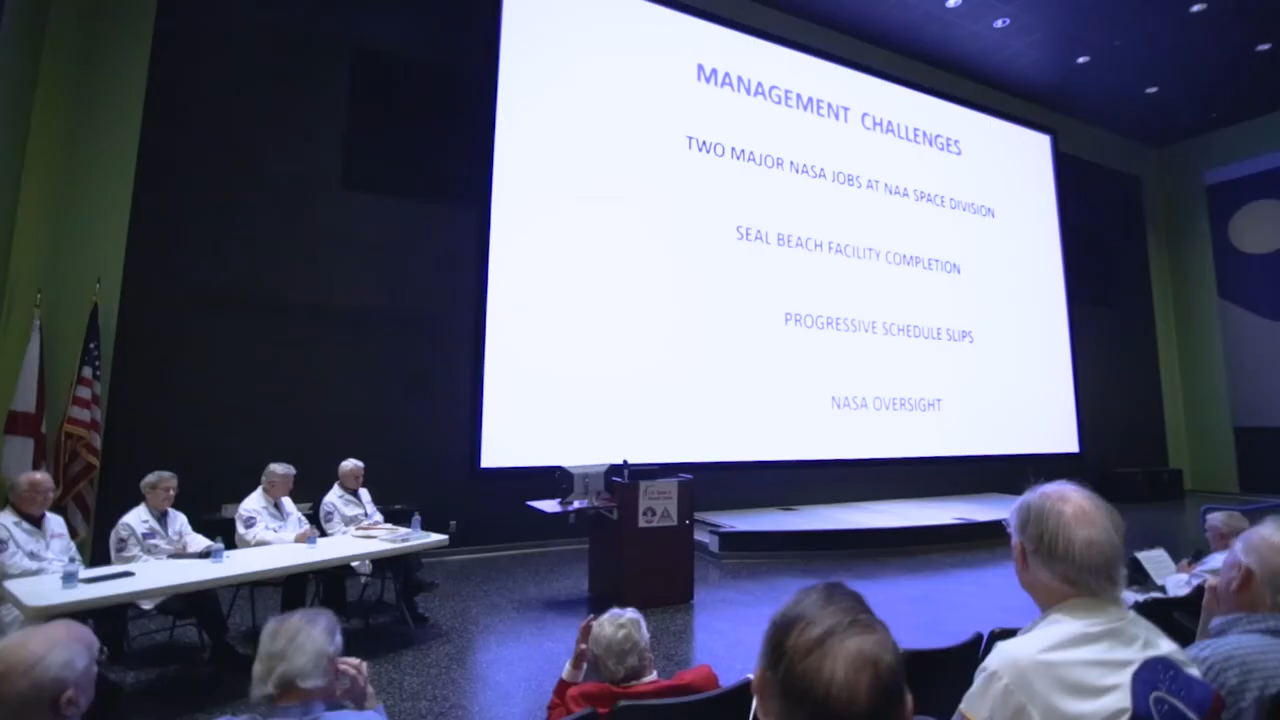 MANAGEMENT CHALLENGES
TWO MAJOR NASA JOBS AT NAA SPACE DIVISION
SEAL BEACH FACILITY COMPLETION
PROGRESSIVE SCHEDULE SLIPS
NASA OVERSIGHT